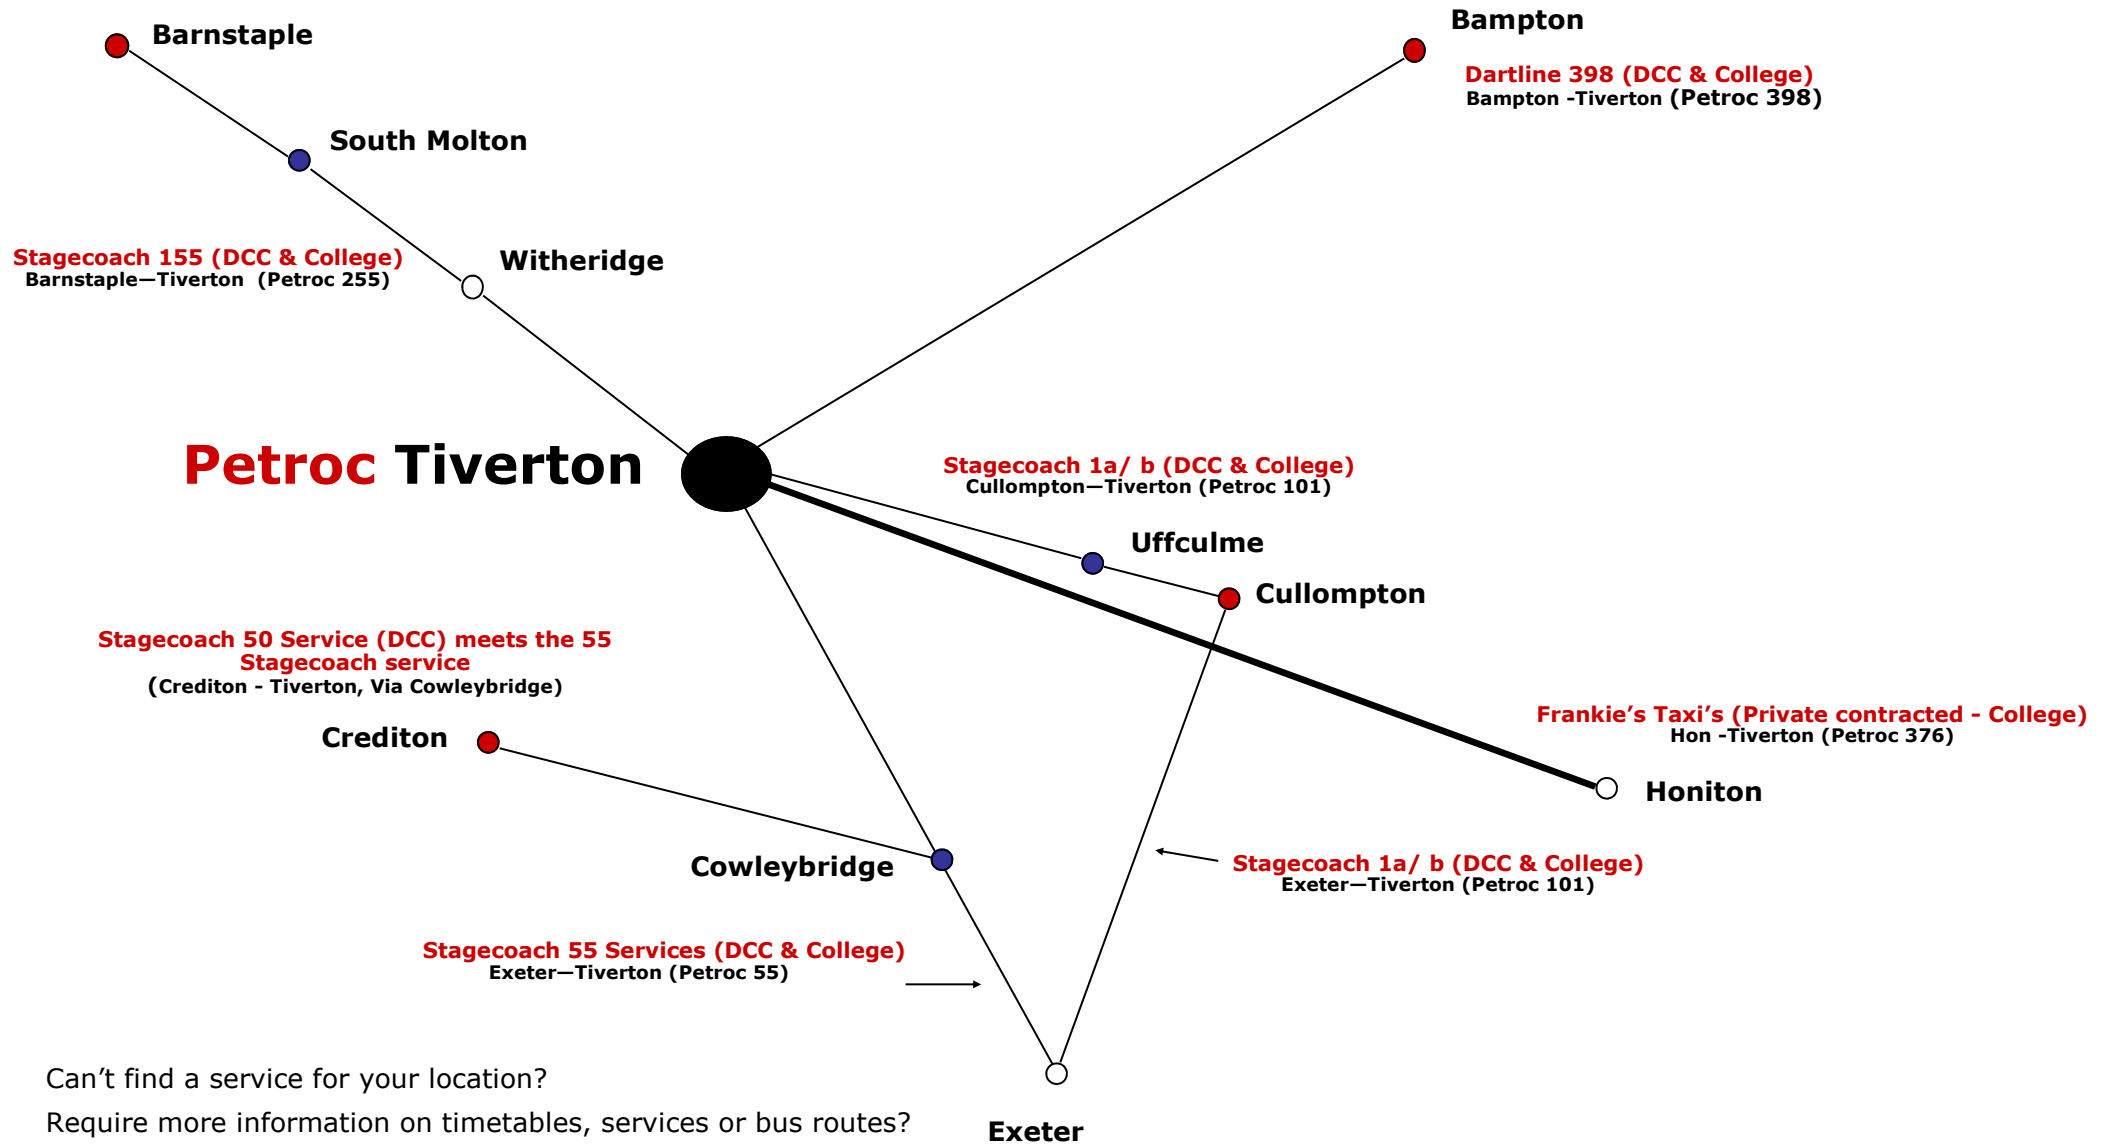 Barnstaple
Bampton
Dartline 398 (DCC & College)
Bampton -Tiverton (Petroc 398)
South Molton
Stagecoach 155 (DCC & College)
Barnstaple—Tiverton  (Petroc 255)
Witheridge
Petroc Tiverton
Stagecoach 1a/ b (DCC & College)
Cullompton—Tiverton (Petroc 101)
Uffculme
Cullompton
Stagecoach 50 Service (DCC) meets the 55
Stagecoach service
(Crediton - Tiverton, Via Cowleybridge)
Crediton
Frankie’s Taxi’s (Private contracted - College)
Hon -Tiverton (Petroc 376)
Honiton
Cowleybridge
Stagecoach 1a/ b (DCC & College)
Exeter—Tiverton (Petroc 101)
Stagecoach 55 Services (DCC & College)
Exeter—Tiverton (Petroc 55)
Can’t find a service for your location?
Require more information on timetables, services or bus routes?
Exeter